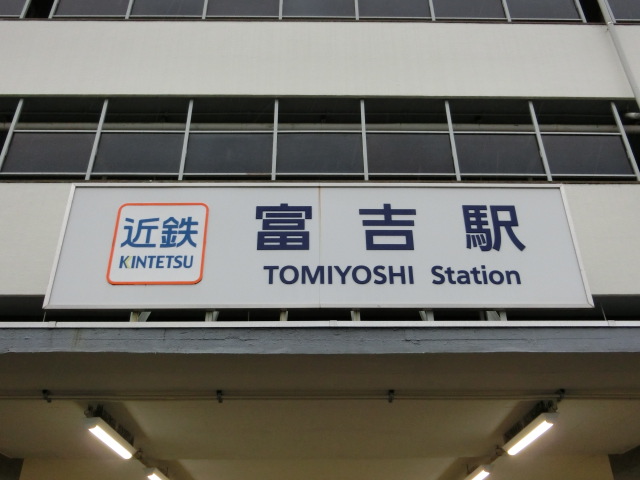 近鉄
KINTETSU
富吉駅
TOMIYOSHI Station